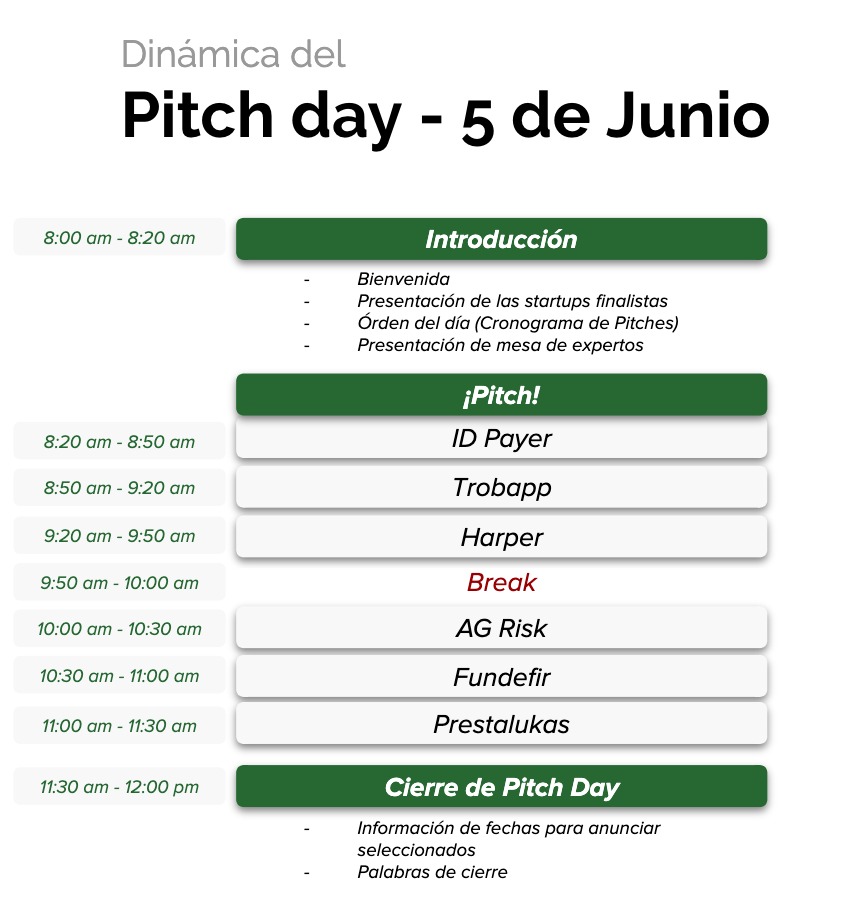 Dinámica del
Pitch day - 5 de Junio
8:00 am - 8:20 am
Introducción
- Bienvenida
- Presentación de las startups finalistas
- Órden del día (Cronograma de Pitches)
- Presentación de mesa de expertos
¡Pitch!
8:20 am - 8:50 am
ID Payer
8:50 am - 9:20 am
Trobapp
9:20 am - 9:50 am
Harper
9:50 am - 10:00 am
Break
10:00 am - 10:30 am
AG Risk
10:30 am - 11:00 am
Fundefir
11:00 am - 11:30 am
Prestalukas
11:30 am - 12:00 pm
Cierre de Pitch Day
- Información de fechas para anunciar
seleccionados
- Palabras de cierre